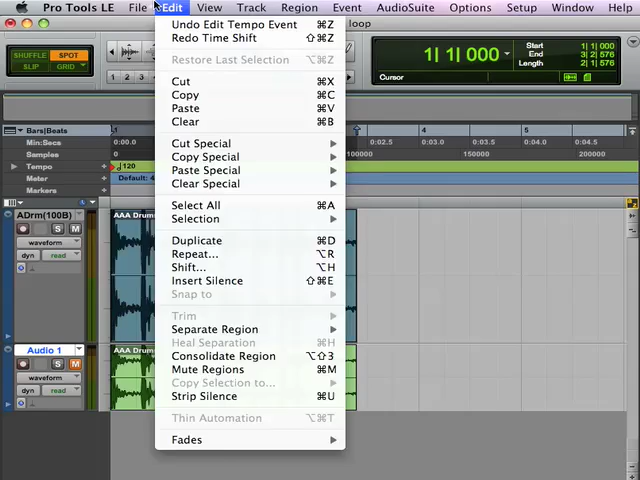 Pro Tools LE File Edit View Track Region Event AudioSuite Options Setup Window Help
loop
SHUFFLE SPOT
SLIP GRID
1 2 3
1| 1| 000
Cursor
Start 1| 1| 000
End 3| 2| 576
Length 2| 1| 576
Undo Edit Tempo Event ⌘Z
Redo Time Shift ⇧⌘Z
Restore Last Selection ⌥⌘Z
Cut ⌘X
Copy ⌘C
Paste ⌘V
Clear ⌘B
Cut Special
Copy Special
Paste Special
Clear Special
Select All ⌘A
Selection
Duplicate ⌘D
Repeat... ⌥R
Shift... ⌥H
Insert Silence ⇧⌘E
Snap to
Trim
Separate Region
Heal Separation ⌘H
Consolidate Region ⌥⇧3
Mute Regions ⌘M
Copy Selection to...
Strip Silence ⌘U
Thin Automation ⌥⌘T
Fades
Bars|Beats 1 4 5
Min:Secs 0:00.0 0:02.5 0:03.0 0:03.5 0:04.0 0:04.5
Samples 0 100000 150000 200000
Tempo 120
Meter Default: 4
Markers
ADrm(100B) AAA Drum
S M
waveform
dyn read
Audio 1 AAA Drum
S M
waveform
dyn read